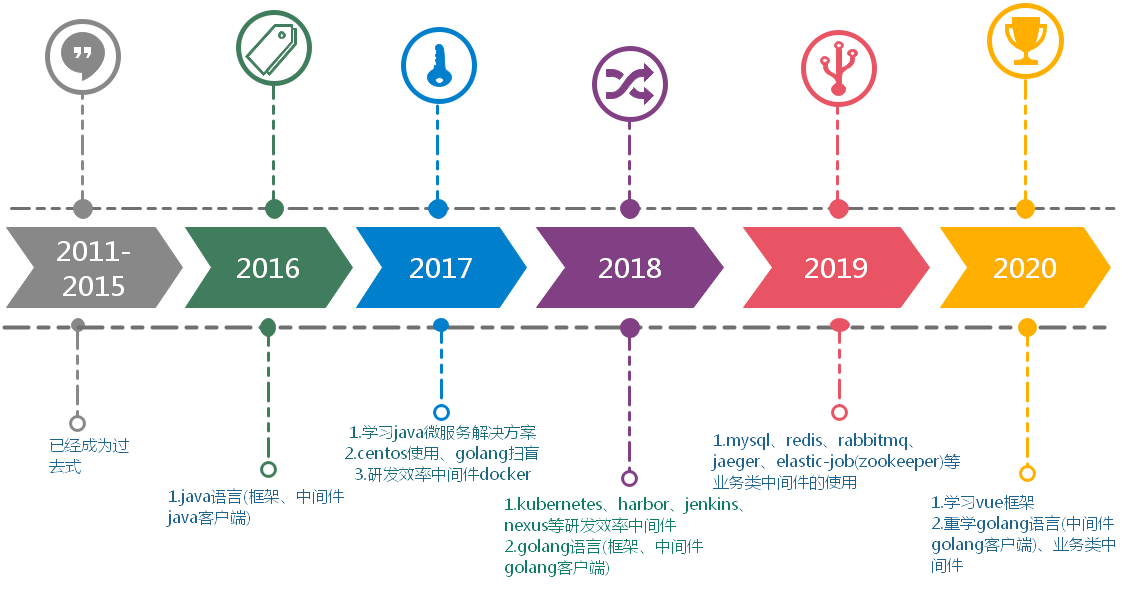 2011-
2015
2016
2017
2018
2019
2020
已经成为过
去式
1.java语言(框架、中间件
java客户端)
1.学习java微服务解决方案
2.centos使用、golang扫盲
3.研发效率中间件docker
1.kubernetes、harbor、jenkins、
nexus等研发效率中间件
2.golang语言(框架、中间件
golang客户端)
1.mysql、redis、rabbitmq、
jaeger、elastic-job(zookeeper)等
业务类中间件的使用
1.学习vue框架
2.重学golang语言(中间件
golang客户端)、业务类中
间件